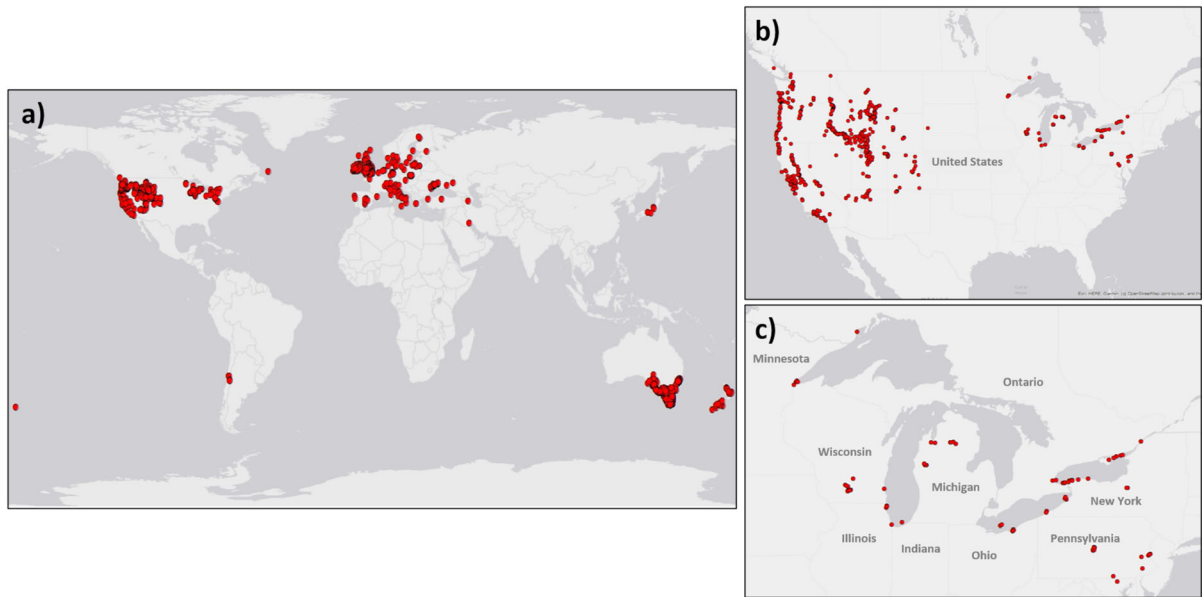 a)
b)
United States
c)
Minnesota
Ontario
Wisconsin
Michigan
New York
Illinois
Indiana
Ohio
Pennsylvania